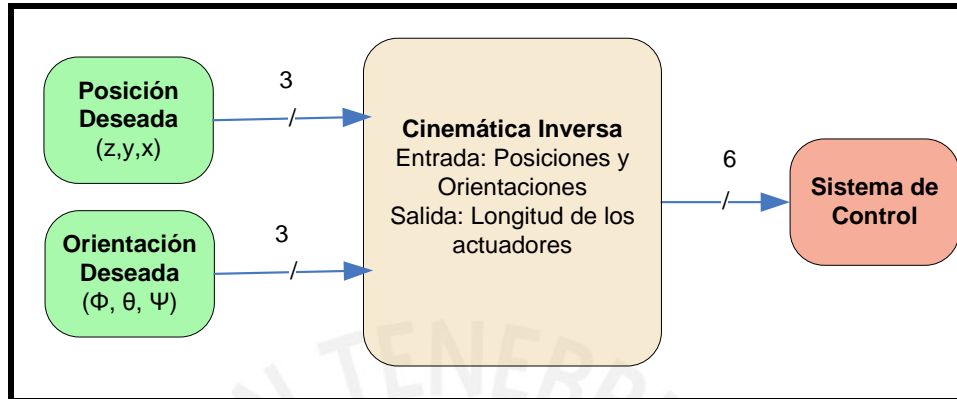 Posición
Deseada
(z,y,x)
3
Orientación
Deseada
(Φ, θ, Ψ)
3
Cinemática Inversa
Entrada: Posiciones y
Orientaciones
Salida: Longitud de los
actuadores
6
Sistema de
Control
N TENEBR